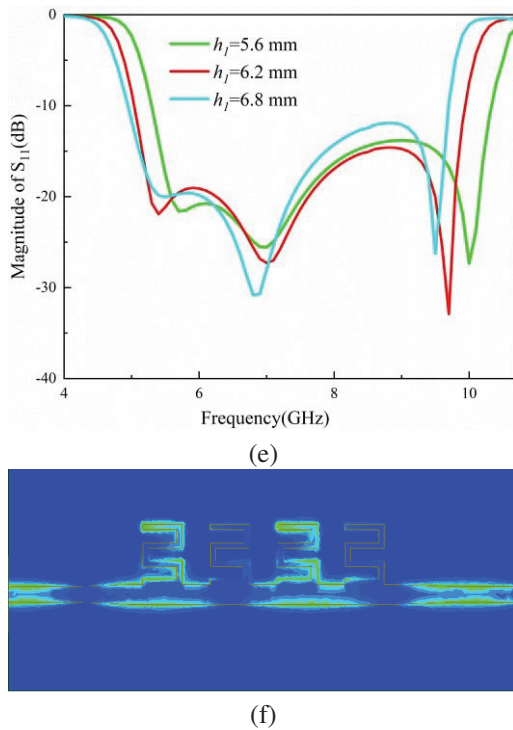 0
h1=5.6 mm
h1=6.2 mm
h1=6.8 mm
-10
-20
-30
-40
Magnitude of S11(dB)
4
6
8
10
Frequency(GHz)
(e)
(f)